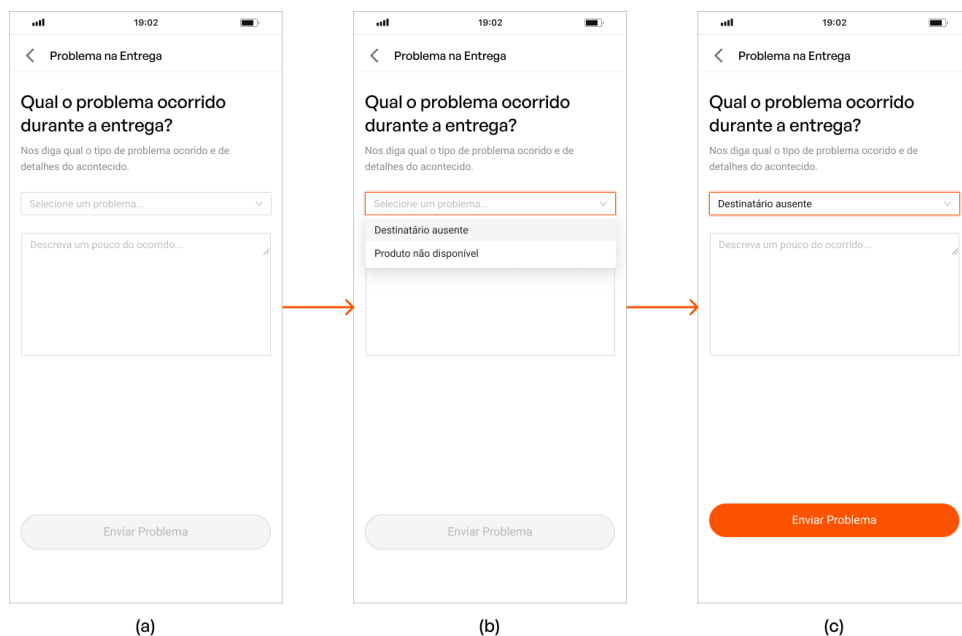 19:02
Problema na Entrega
Qual o problema ocorrido
durante a entrega?
Nos diga qual o tipo de problema ocorido e de
detalhes do acontecido.
Selecione um problema...
Descreva um pouco do ocorrido...
Enviar Problema
(a)
19:02
Problema na Entrega
Qual o problema ocorrido
durante a entrega?
Nos diga qual o tipo de problema ocorido e de
detalhes do acontecido.
Selecione um problema...
Destinatário ausente
Produto não disponível
Enviar Problema
(b)
19:02
Problema na Entrega
Qual o problema ocorrido
durante a entrega?
Nos diga qual o tipo de problema ocorido e de
detalhes do acontecido.
Destinatário ausente
Descreva um pouco do ocorrido...
Enviar Problema
(c)